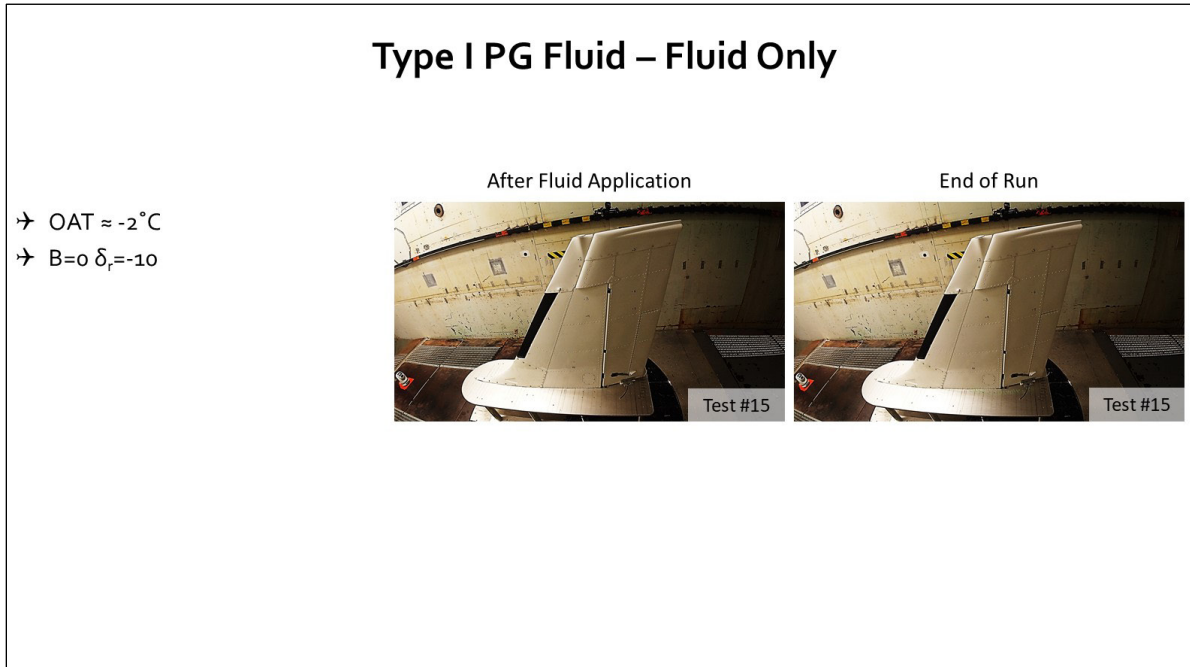 Type I PG Fluid – Fluid Only
OAT ≈ -2˚C
B=0 δr=-10
After Fluid Application
End of Run
Test #15
Test #15